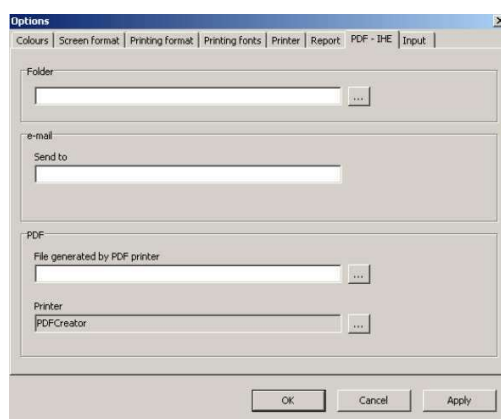 Options
Colours Screen format Printing format Printing fonts Printer Report PDF - IHE Input
Folder
...
e-mail
Send to
PDF
File generated by PDF printer
...
Printer
PDFCreator
...
OK Cancel Apply